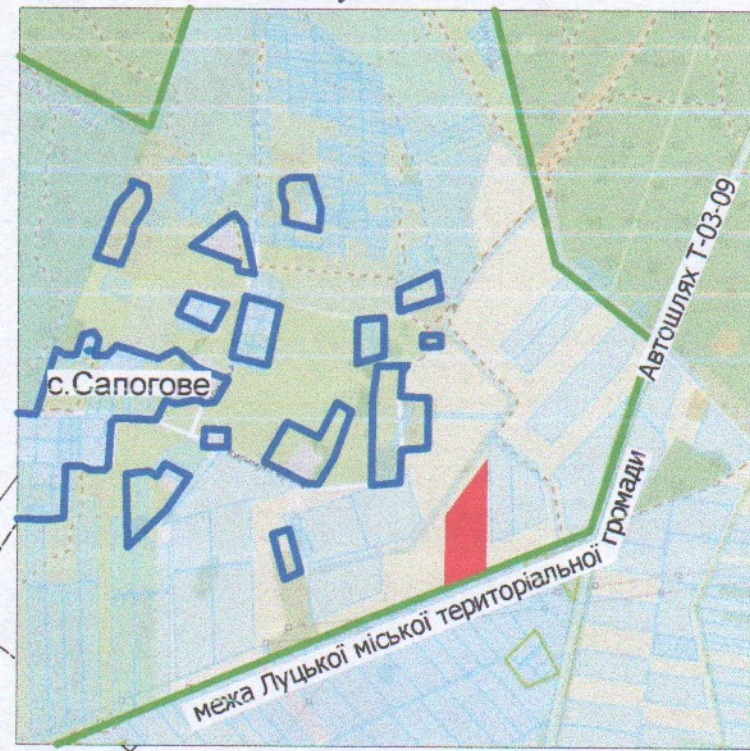 Автошлях Т-03-09
с.Сапогове
межа Луцької міської територіальної громади